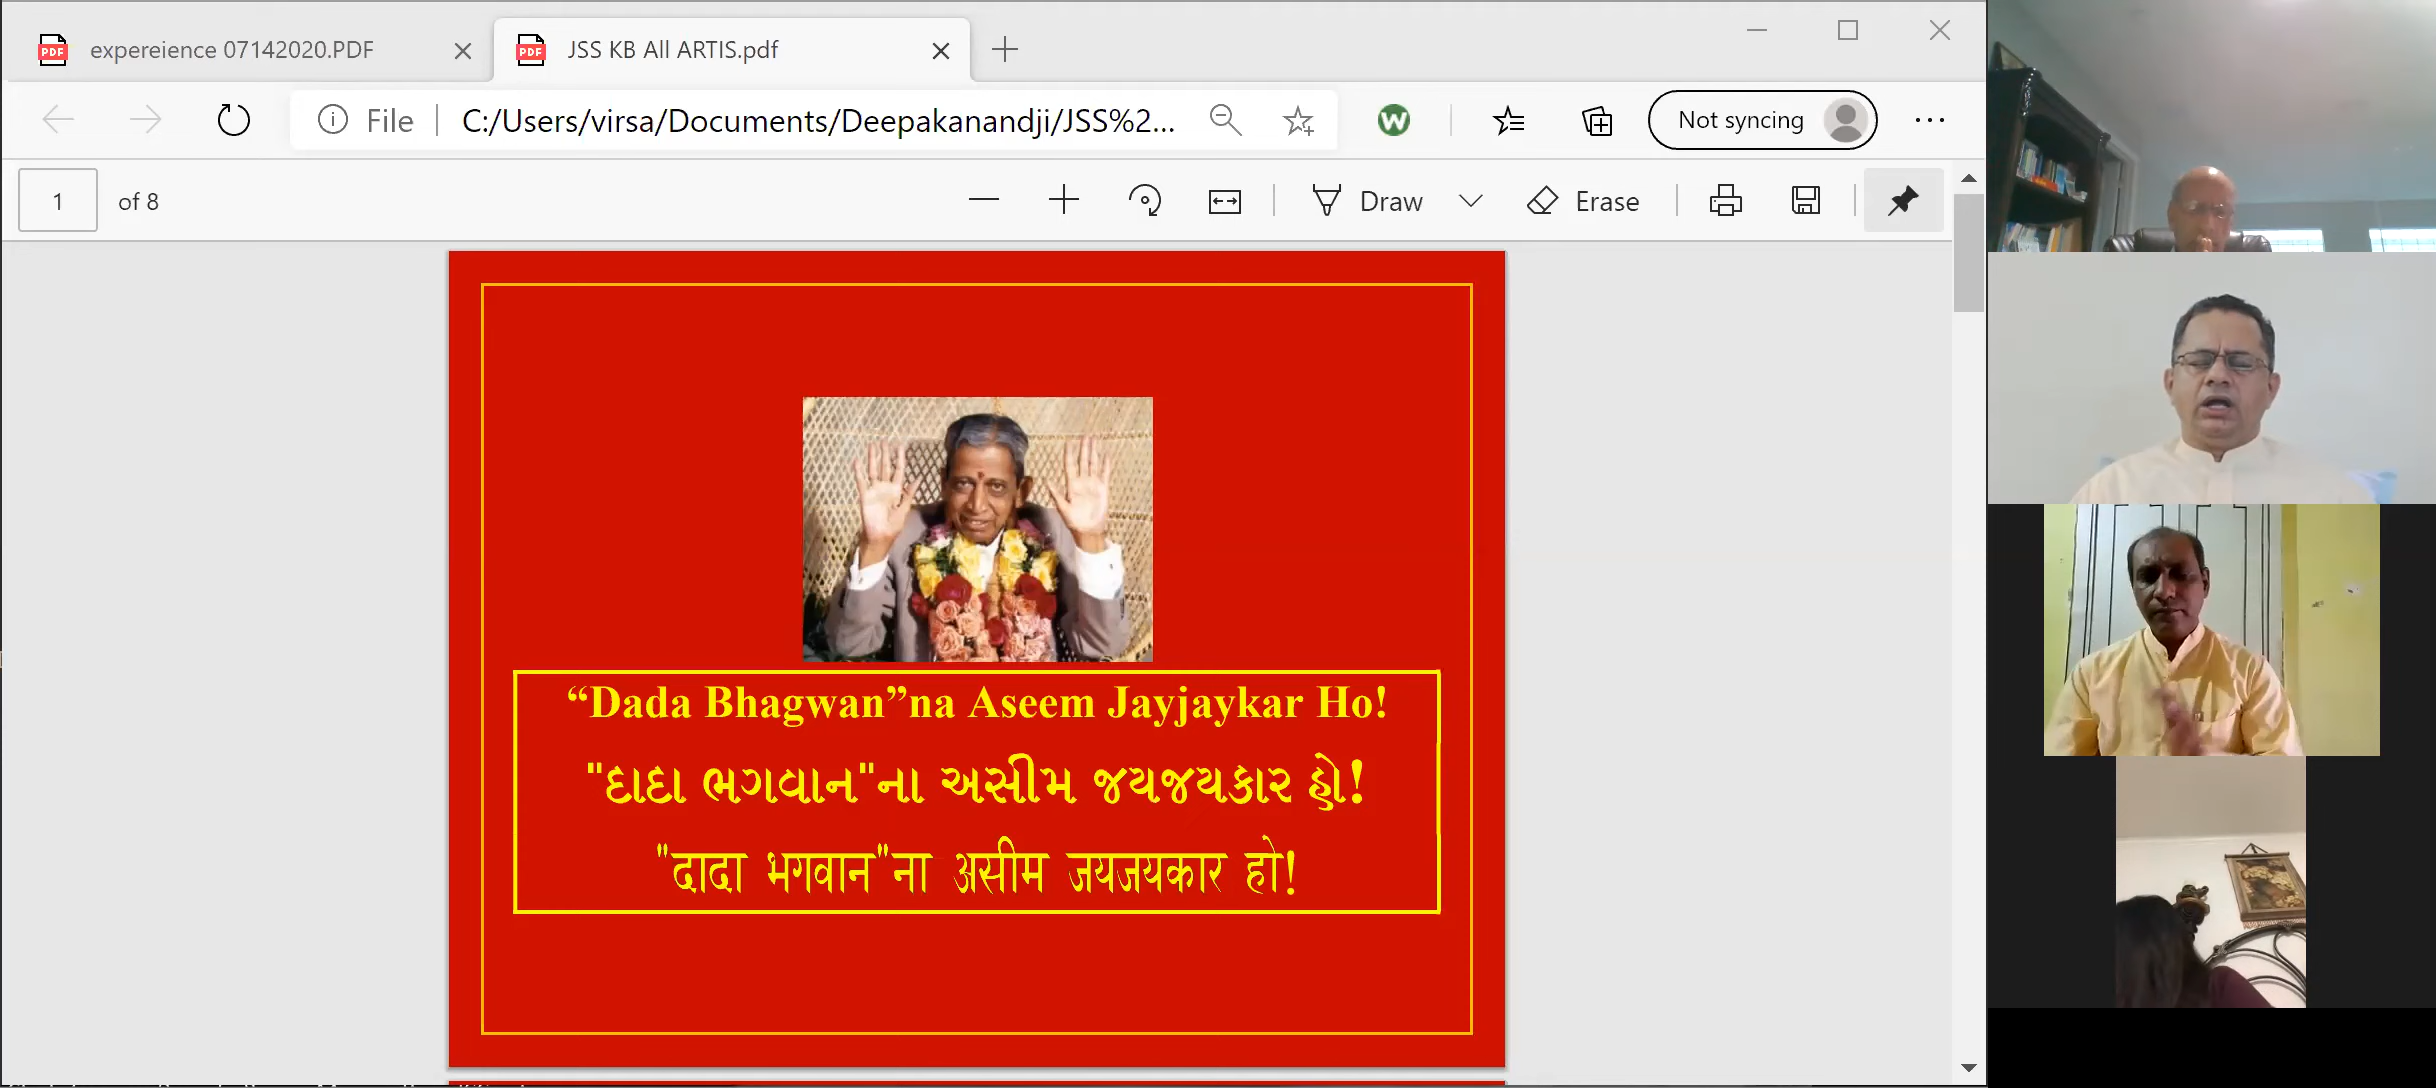 expereience 07142020.PDF
JSS KB All ARTIS.pdf
File
C:/Users/virsa/Documents/Deepakanandji/JSS%2...
Not syncing
1 of 8
Draw
Erase
“Dada Bhagwan”na Aseem Jayjaykar Ho!
"દાદા ભગવાન"ના અસીમ જયજયકાર હો!
"दादा भगवान"ना असीम जयजयकार हो!